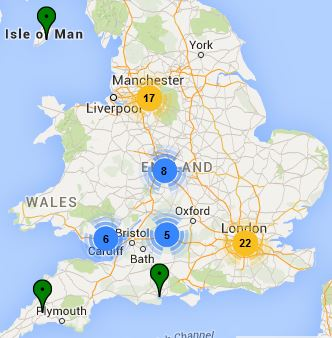 Isle of Man
York
Manchester
17
Liverpool
8
ENGLAND
WALES
Oxford
Bristol
5
London
22
6
Cardiff
Bath
Plymouth
Channel